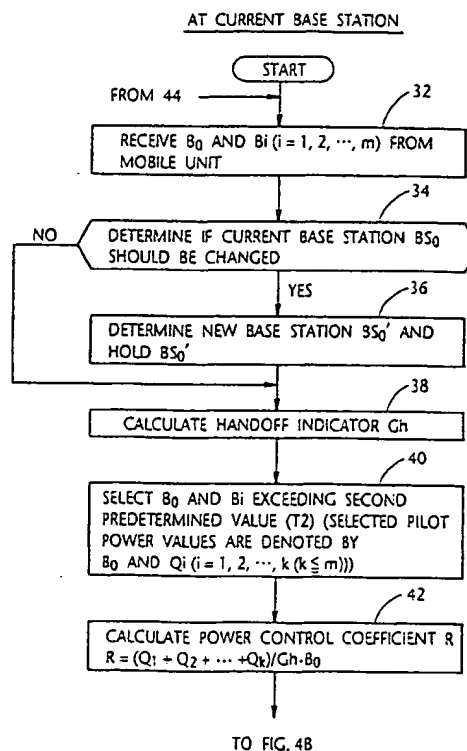 AT CURRENT BASE STATION
START
FROM 44
32
RECEIVE B₀ AND Bi (i = 1, 2, ···, m) FROM
MOBILE UNIT
34
NO
DETERMINE IF CURRENT BASE STATION BS₀
SHOULD BE CHANGED
YES
36
DETERMINE NEW BASE STATION BS₀' AND
HOLD BS₀'
38
CALCULATE HANDOFF INDICATOR Gh
40
SELECT B₀ AND Bi EXCEEDING SECOND
PREDETERMINED VALUE (T2) (SELECTED PILOT
POWER VALUES ARE DENOTED BY
B₀ AND Qi (i = 1, 2, ···, k (k ≦ m)))
42
CALCULATE POWER CONTROL COEFFICIENT R
R = (Q₁ + Q₂ + ··· +Qk)/Gh·B₀
TO FIG. 4B